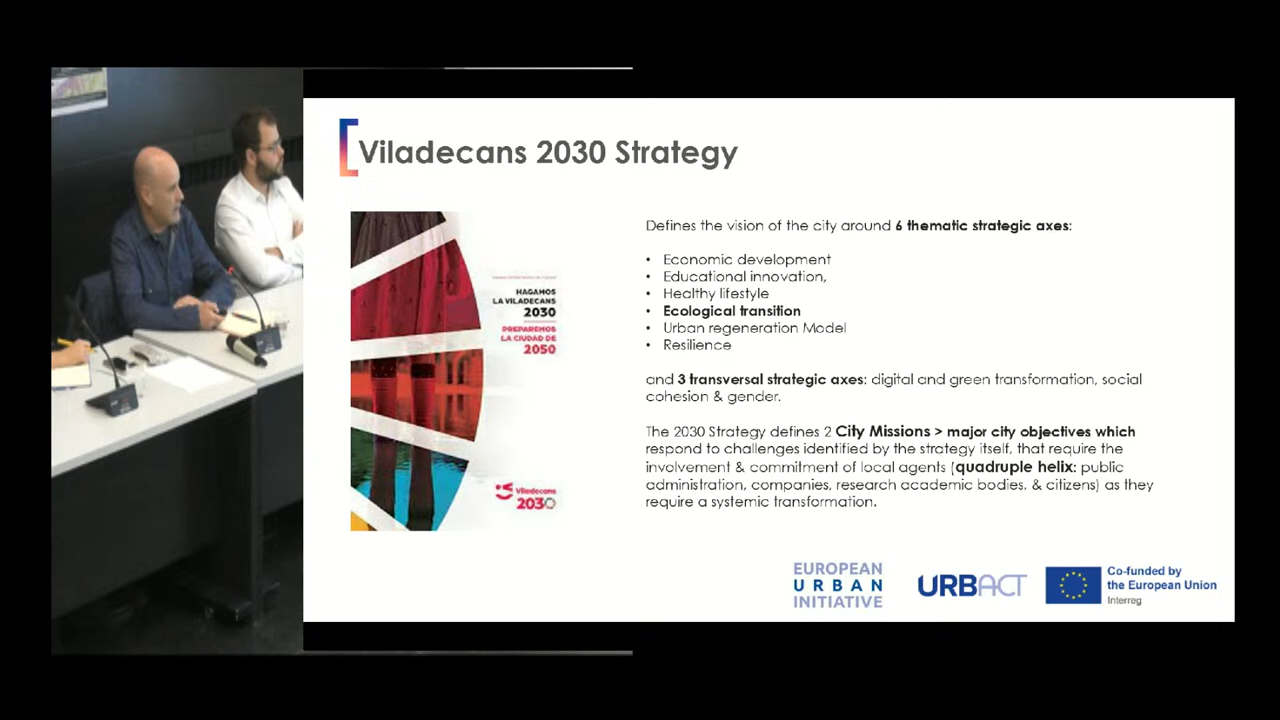 Viladecans 2030 Strategy
HAGAMOS
LA VILADECANS
2030
PREPAREMOS
LA CIUDAD DE
2050
Viladecans
2030
Defines the vision of the city around 6 thematic strategic axes:
• Economic development
• Educational innovation,
• Healthy lifestyle
• Ecological transition
• Urban regeneration Model
• Resilience
and 3 transversal strategic axes: digital and green transformation, social
cohesion & gender.
The 2030 Strategy defines 2 City Missions > major city objectives which
respond to challenges identified by the strategy itself, that require the
involvement & commitment of local agents (quadruple helix: public
administration, companies, research academic bodies, & citizens) as they
require a systemic transformation.
EUROPEAN
URBAN
INITIATIVE
URBACT
Co-funded by
the European Union
Interreg